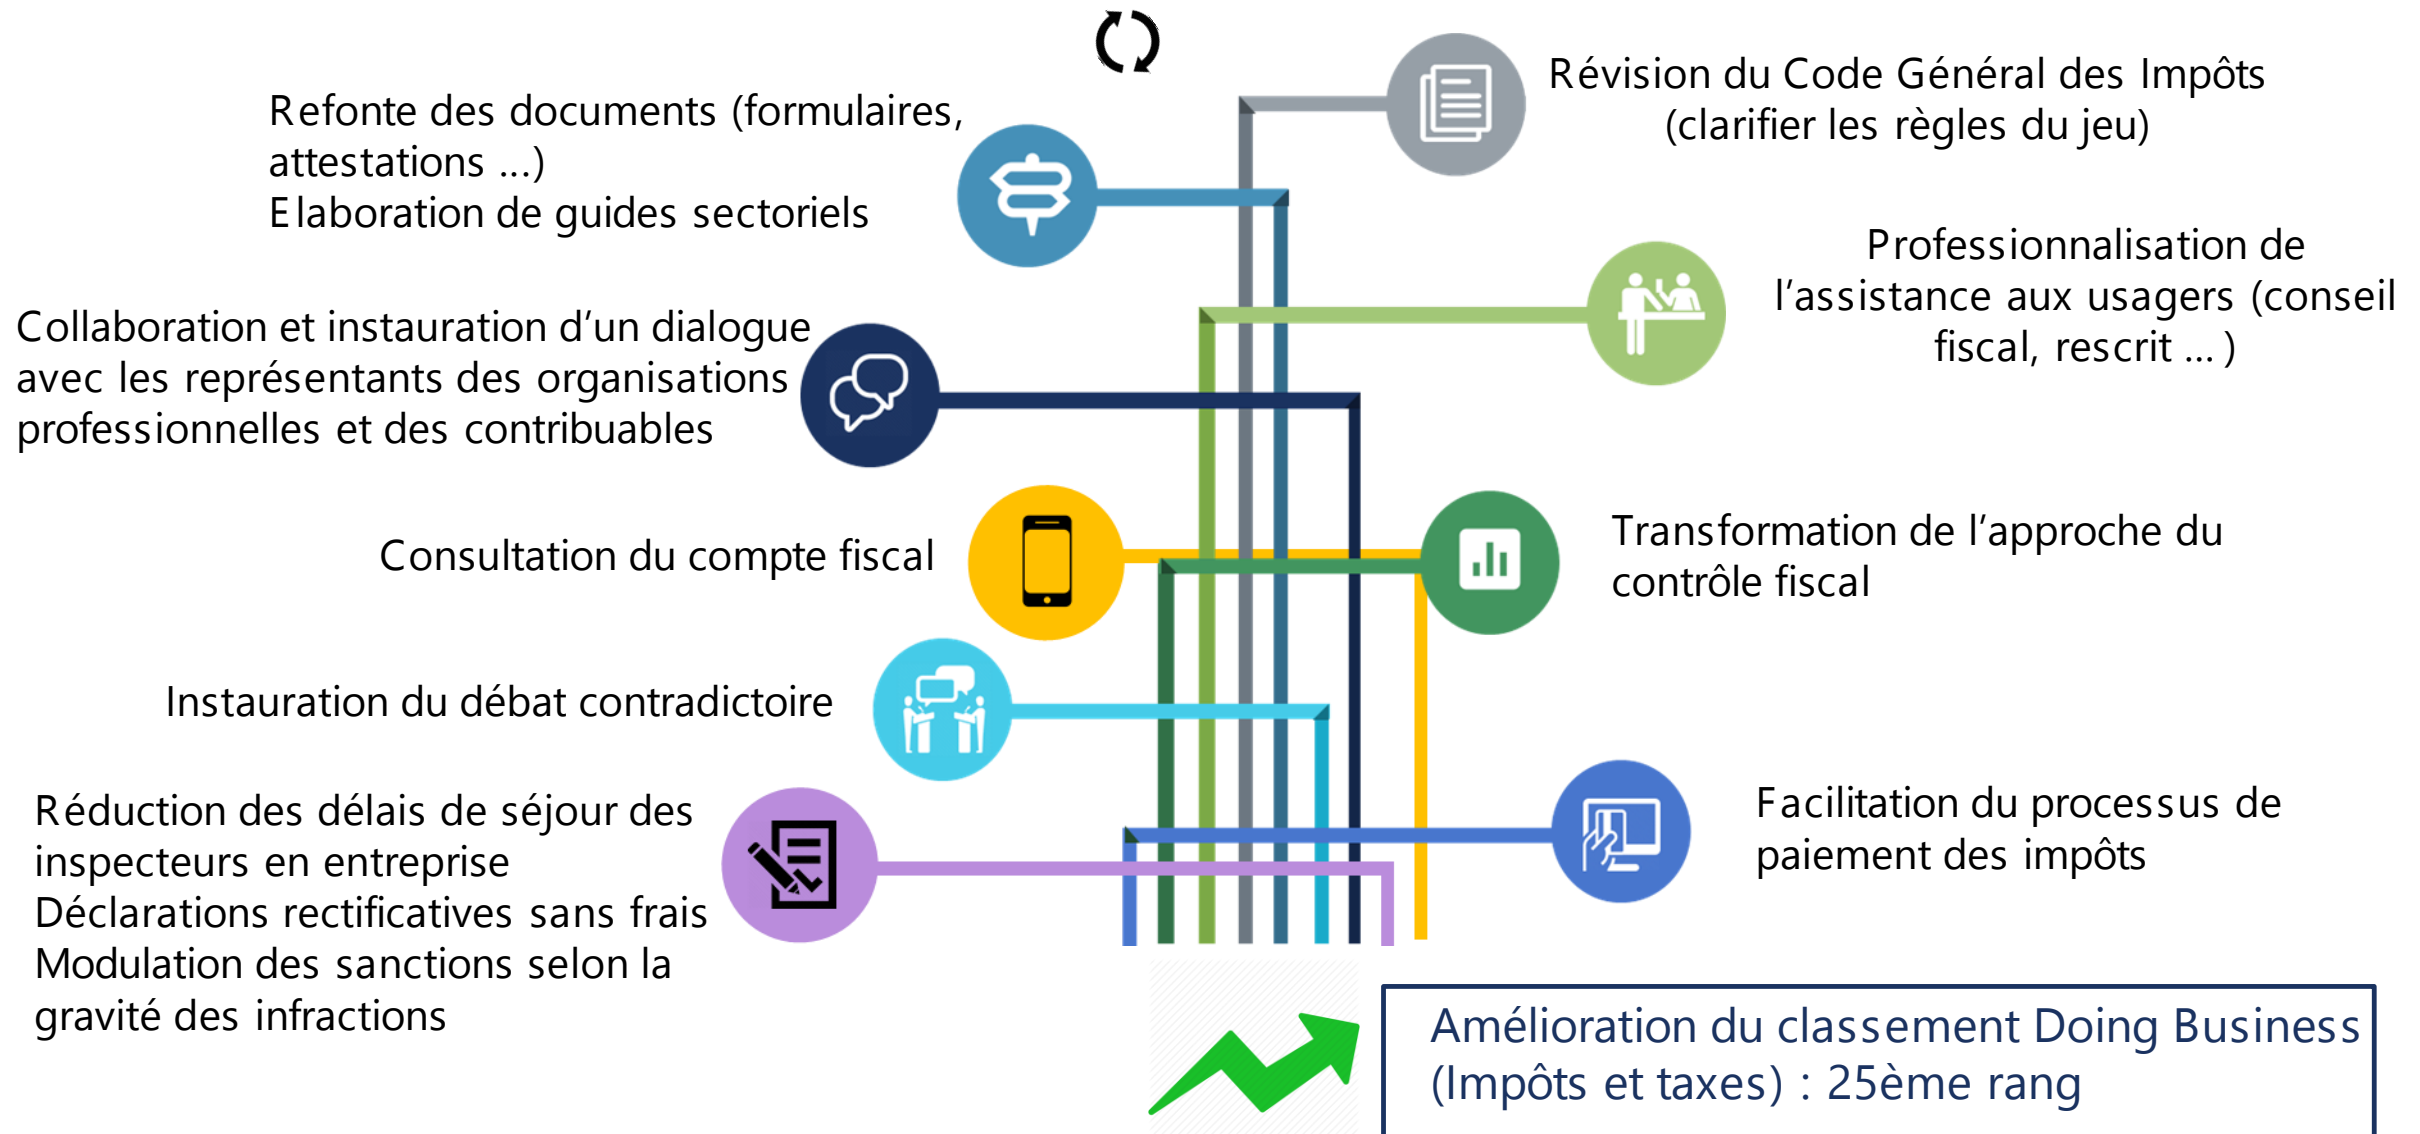 Révision du Code Général des Impôts
(clarifier les règles du jeu)
Refonte des documents (formulaires,
attestations ...)
Elaboration de guides sectoriels
Professionnalisation de
l’assistance aux usagers (conseil
fiscal, rescrit ... )
Collaboration et instauration d’un dialogue
avec les représentants des organisations
professionnelles et des contribuables
Consultation du compte fiscal
Transformation de l’approche du
contrôle fiscal
Instauration du débat contradictoire
Réduction des délais de séjour des
inspecteurs en entreprise
Déclarations rectificatives sans frais
Modulation des sanctions selon la
gravité des infractions
Facilitation du processus de
paiement des impôts
Amélioration du classement Doing Business
(Impôts et taxes) : 25ème rang